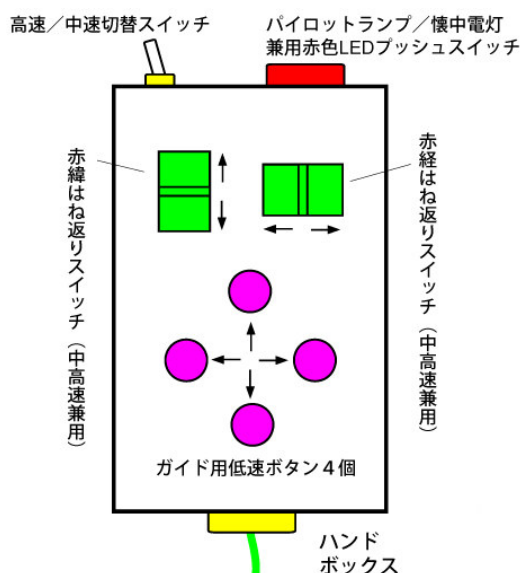 高速／中速切替スイッチ
パイロットランプ／懐中電灯
兼用赤色LEDプッシュスイッチ
赤緯はね返りスイッチ（中高速兼用）
赤経はね返りスイッチ（中高速兼用）
ガイド用低速ボタン４個
ハンド
ボックス